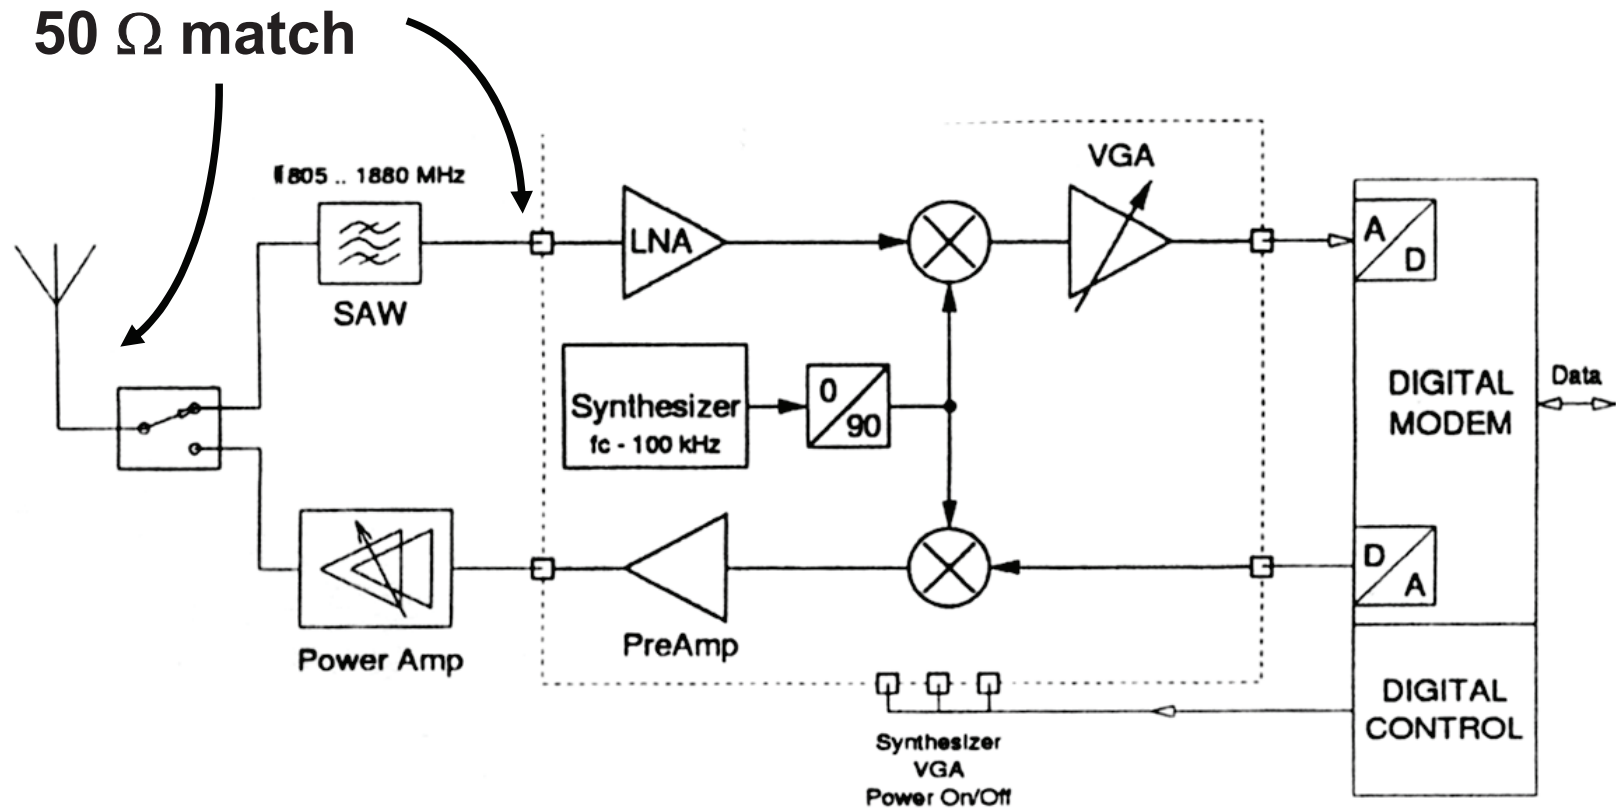 50 Ω match
1805 .. 1880 MHz
SAW
LNA
VGA
A
D
Synthesizer
fc - 100 kHz
0
90
DIGITAL
MODEM
Data
D
A
Power Amp
PreAmp
DIGITAL
CONTROL
Synthesizer
VGA
Power On/Off